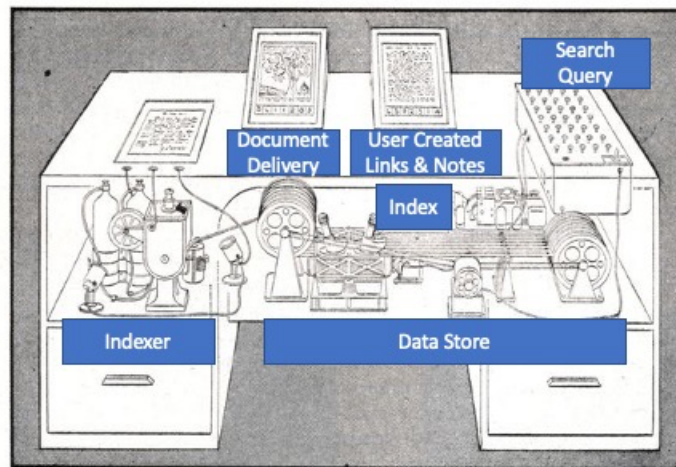 Search
Query
Document
Delivery
User Created
Links & Notes
Index
Indexer
Data Store